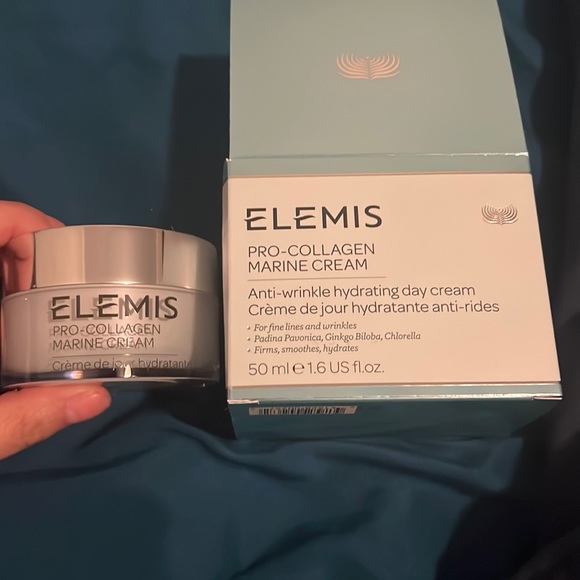 ELEMIS
PRO-COLLAGEN
MARINE CREAM
Anti-wrinkle hydrating day cream
Crème de jour hydratante anti-rides
• For fine lines and wrinkles
• Padina Pavonica, Ginkgo Biloba, Chlorella
• Firms, smoothes, hydrates
50 ml ℮ 1.6 US fl.oz.
ELEMIS
PRO-COLLAGEN
MARINE CREAM
Crème de jour hydratante